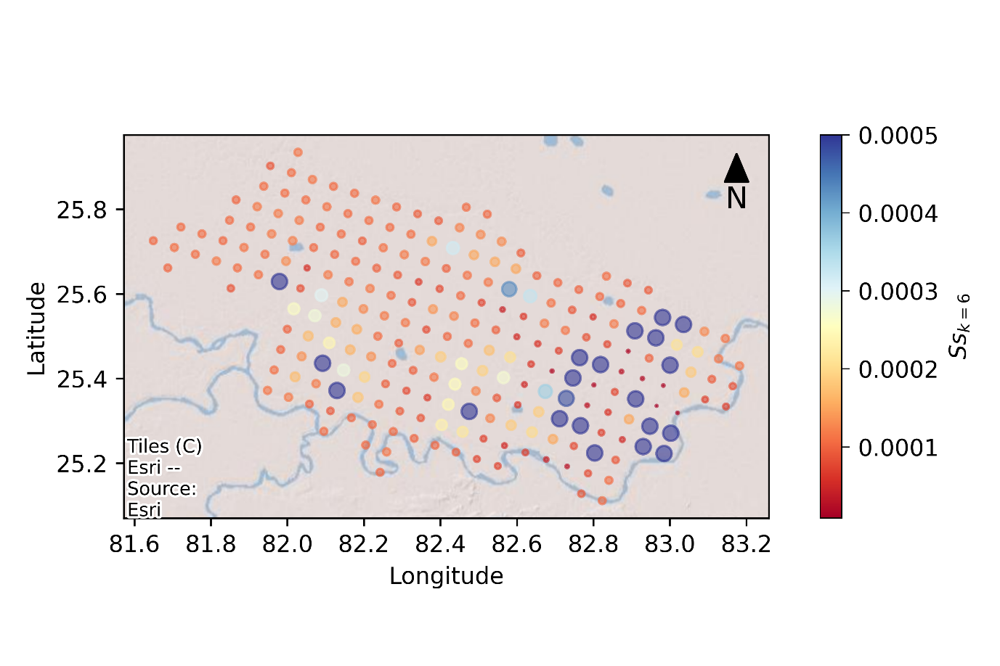 N
25.8
25.6
25.4
25.2
Latitude
Tiles (C)
Esri --
Source:
Esri
81.6 81.8 82.0 82.2 82.4 82.6 82.8 83.0 83.2
Longitude
0.0005
0.0004
0.0003
0.0002
0.0001
Ss_{k=6}